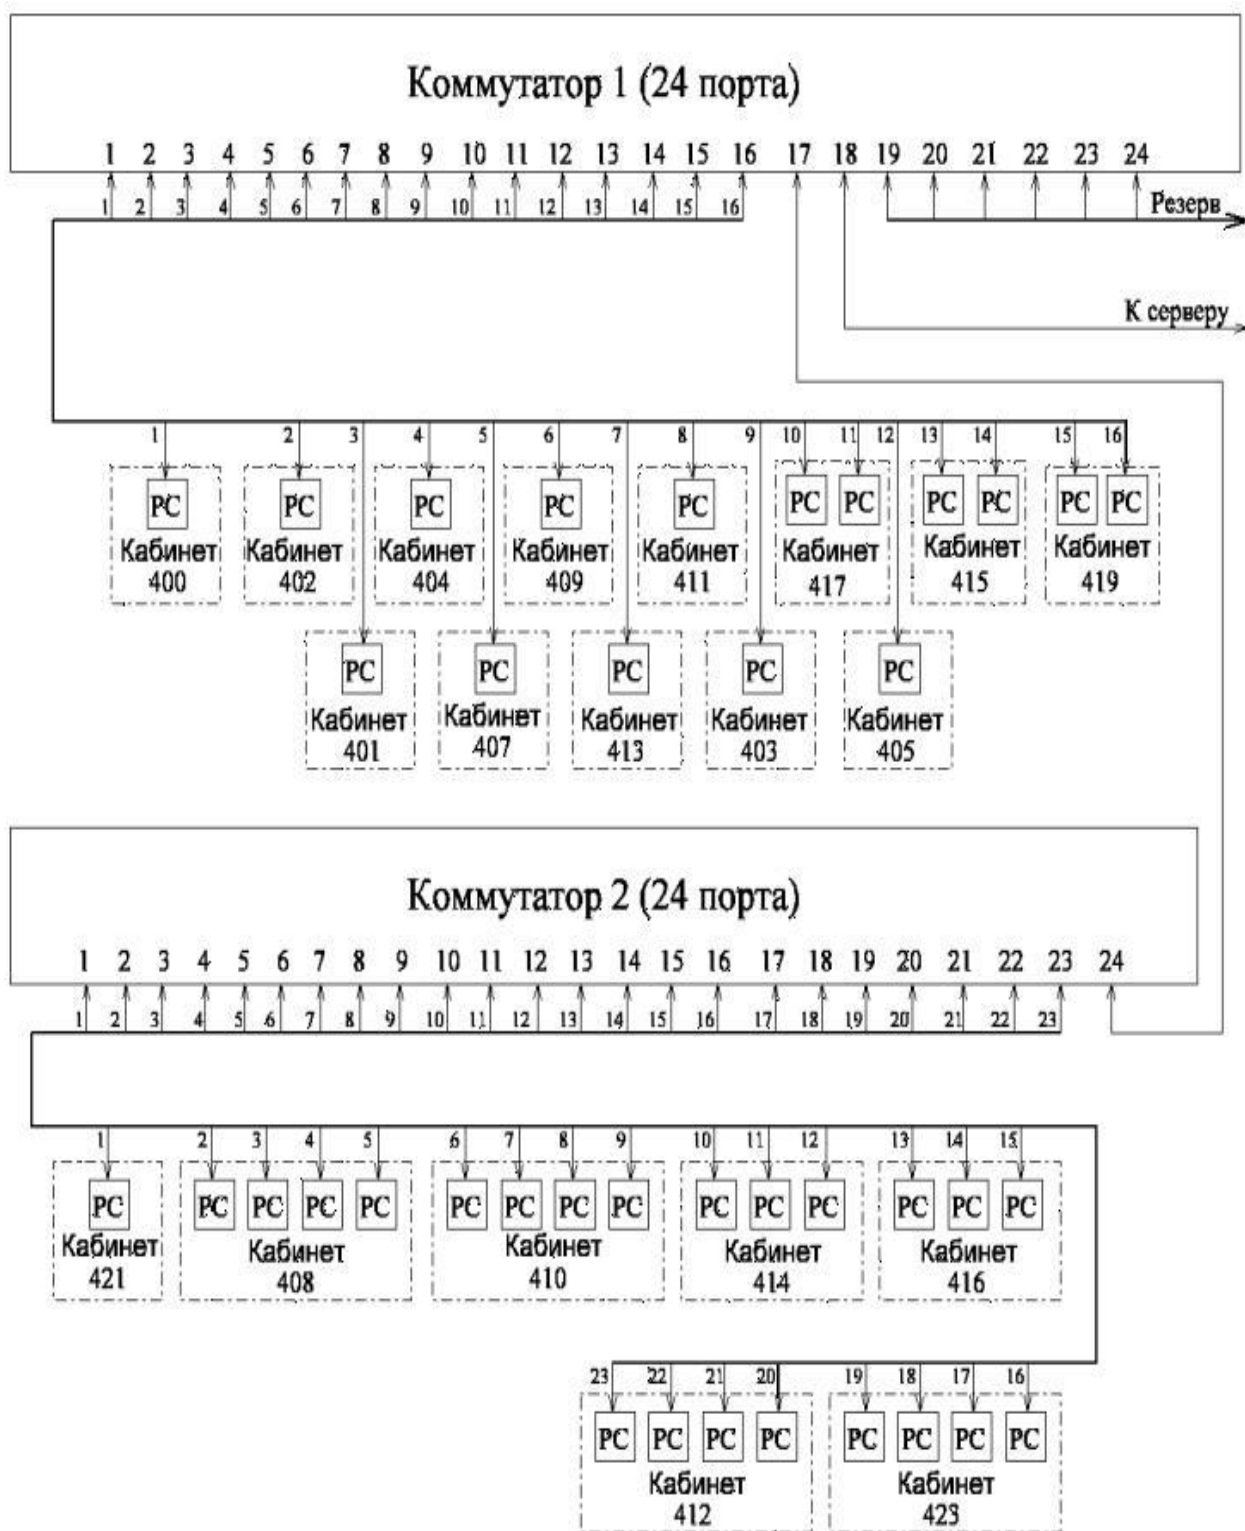 Коммутатор 1 (24 порта)
1 2 3 4 5 6 7 8 9 10 11 12 13 14 15 16 17 18 19 20 21 22 23 24
1 2 3 4 5 6 7 8 9 10 11 12 13 14 15 16
Резерв
К серверу
1 2 3 4 5 6 7 8 9 10 11 12 13 14 15 16
PC PC PC PC PC PC PC PC PC PC PC
Кабинет Кабинет Кабинет Кабинет Кабинет Кабинет Кабинет Кабинет
400 402 404 409 411 417 415 419
PC PC PC PC PC
Кабинет Кабинет Кабинет Кабинет Кабинет
401 407 413 403 405
Коммутатор 2 (24 порта)
1 2 3 4 5 6 7 8 9 10 11 12 13 14 15 16 17 18 19 20 21 22 23 24
1 2 3 4 5 6 7 8 9 10 11 12 13 14 15 16 17 18 19 20 21 22 23
1 2 3 4 5 6 7 8 9 10 11 12 13 14 15
PC PC PC PC PC PC PC PC PC PC PC PC PC PC PC
Кабинет Кабинет Кабинет Кабинет Кабинет
421 408 410 414 416
23 22 21 20 19 18 17 16
PC PC PC PC PC PC PC PC
Кабинет Кабинет
412 423